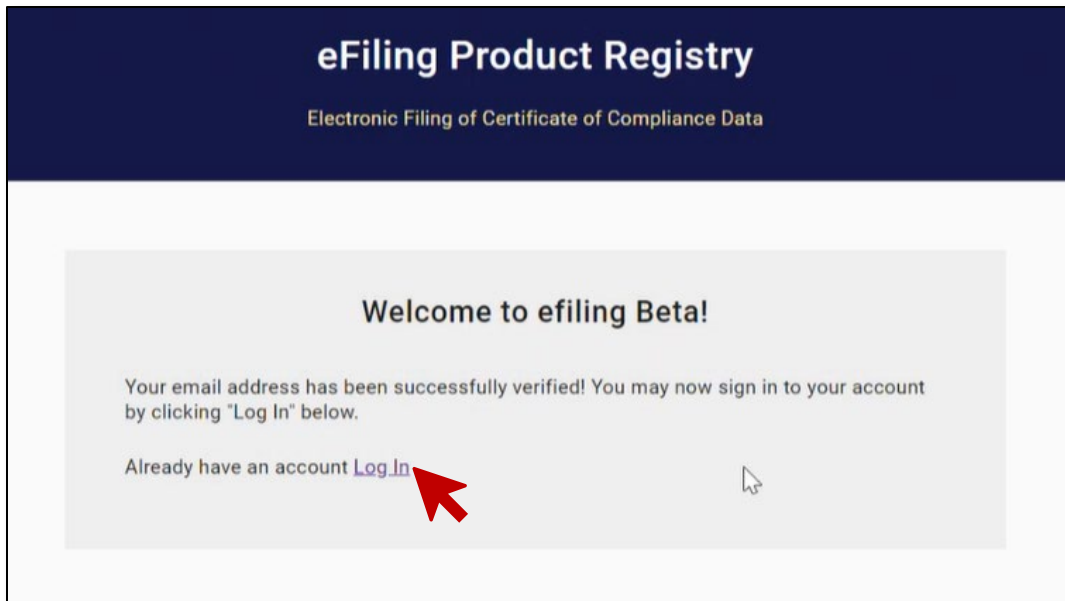 eFiling Product Registry
Electronic Filing of Certificate of Compliance Data
Welcome to efiling Beta!
Your email address has been successfully verified! You may now sign in to your account
by clicking "Log In" below.
Already have an account Log In